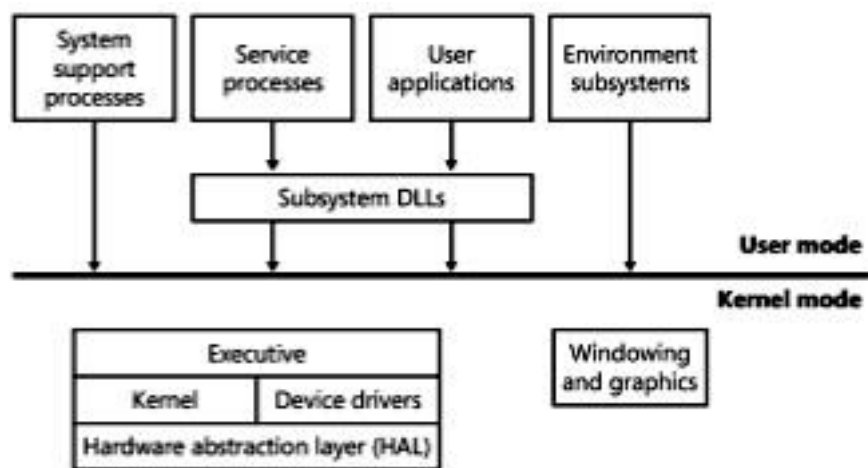 System
support
processes
Service
processes
User
applications
Environment
subsystems
Subsystem DLLs
User mode
Kernel mode
Executive
Kernel
Device drivers
Hardware abstraction layer (HAL)
Windowing
and graphics